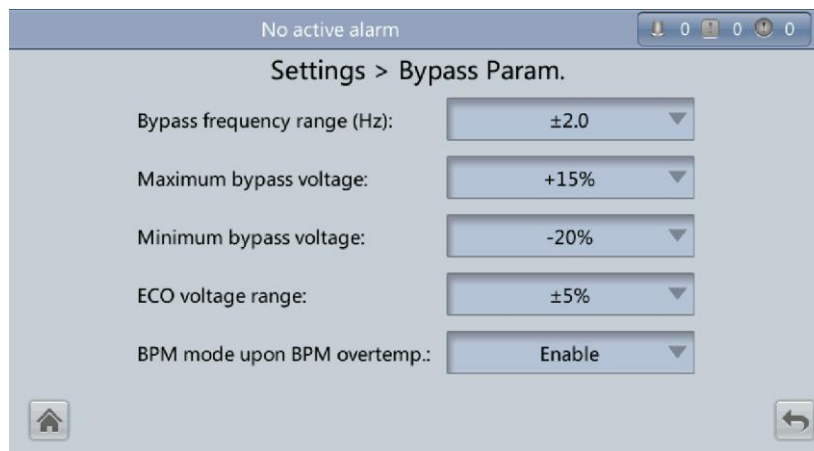 No active alarm 0 0 0
Settings > Bypass Param.
Bypass frequency range (Hz): ±2.0
Maximum bypass voltage: +15%
Minimum bypass voltage: -20%
ECO voltage range: ±5%
BPM mode upon BPM overtemp.: Enable